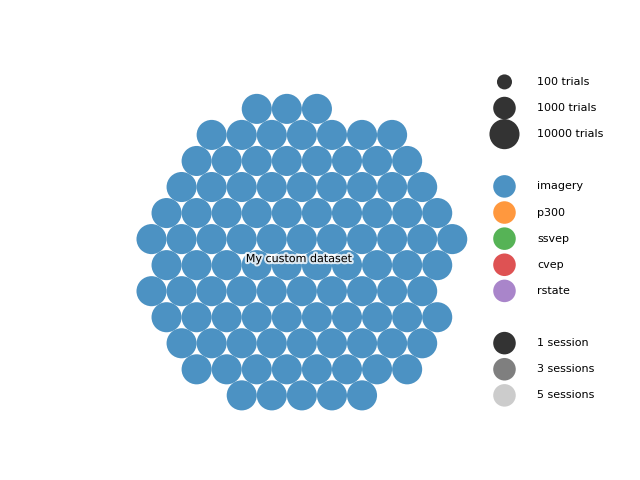 My custom dataset
100 trials
1000 trials
10000 trials
imagery
p300
ssvep
cvep
rstate
1 session
3 sessions
5 sessions